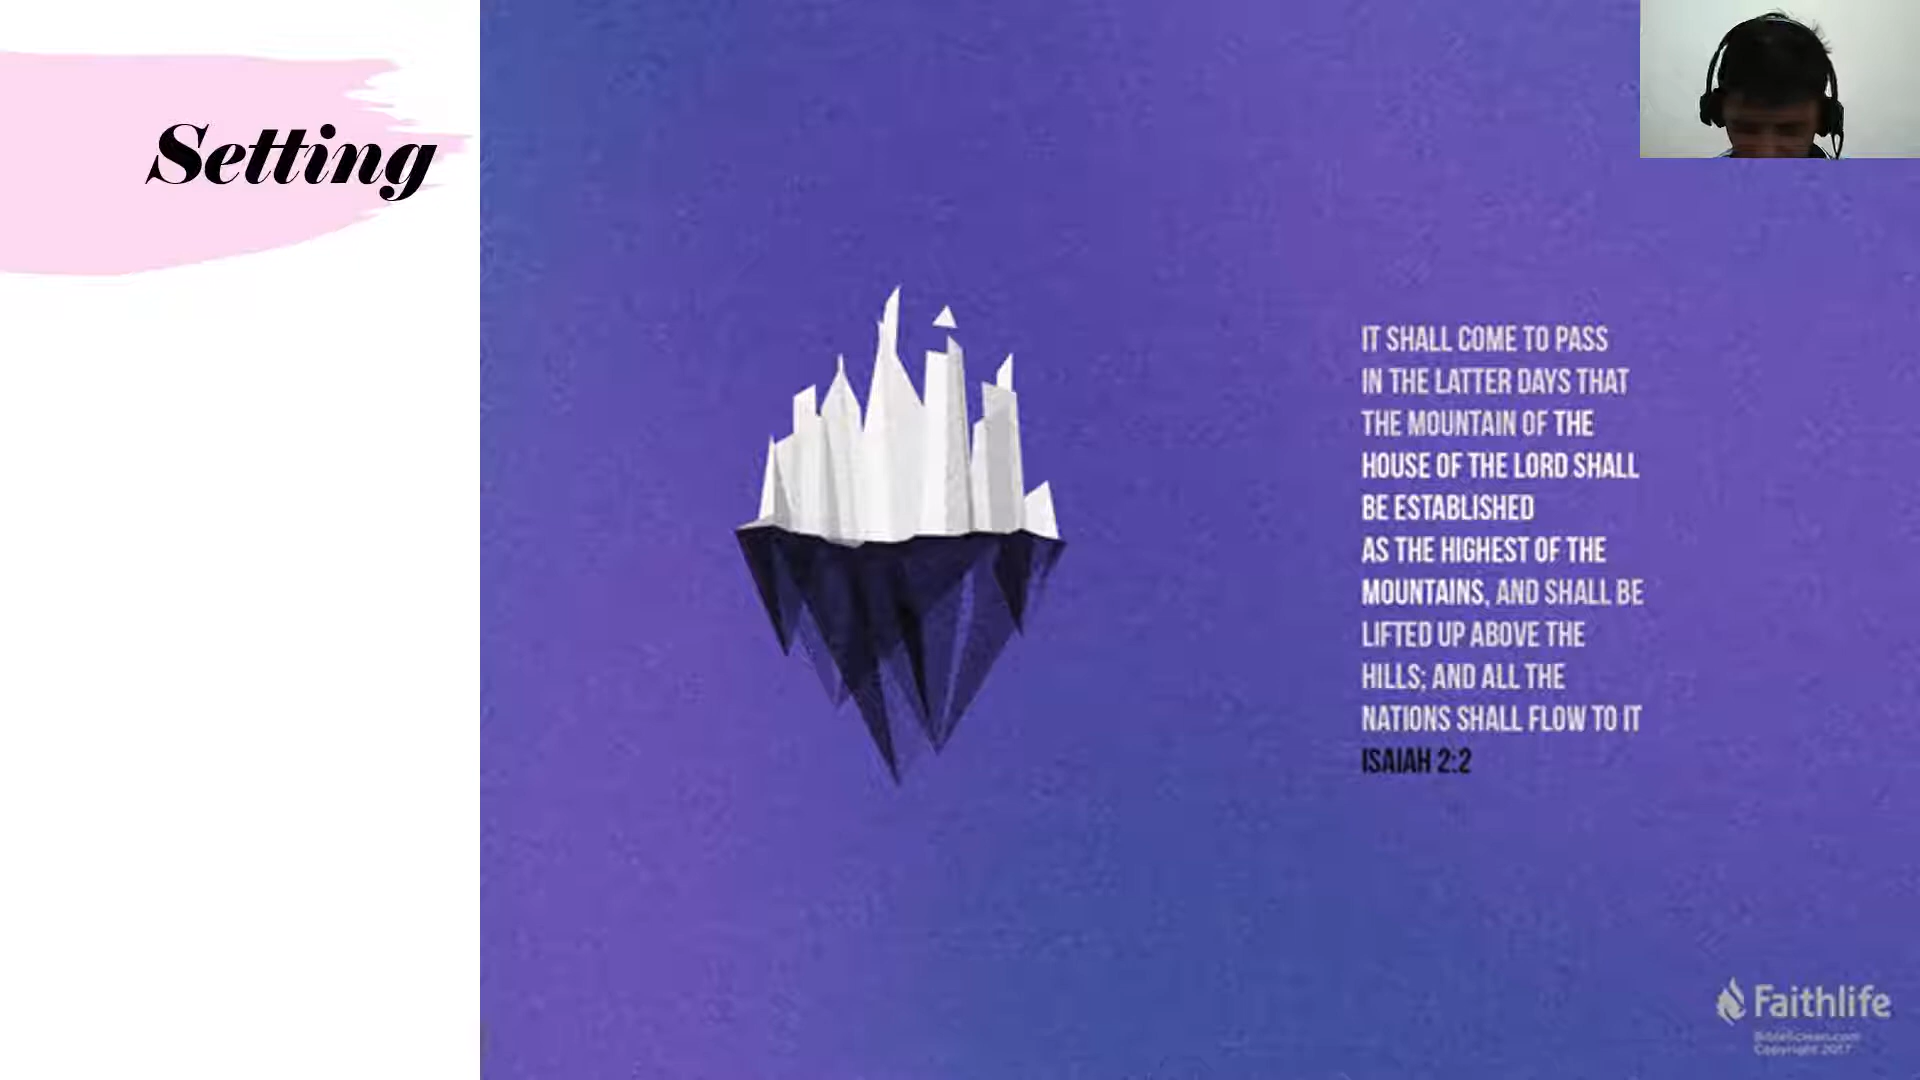 Setting
IT SHALL COME TO PASS
IN THE LATTER DAYS THAT
THE MOUNTAIN OF THE
HOUSE OF THE LORD SHALL
BE ESTABLISHED
AS THE HIGHEST OF THE
MOUNTAINS, AND SHALL BE
LIFTED UP ABOVE THE
HILLS; AND ALL THE
NATIONS SHALL FLOW TO IT
ISAIAH 2:2
Faithlife
Copyright 2017